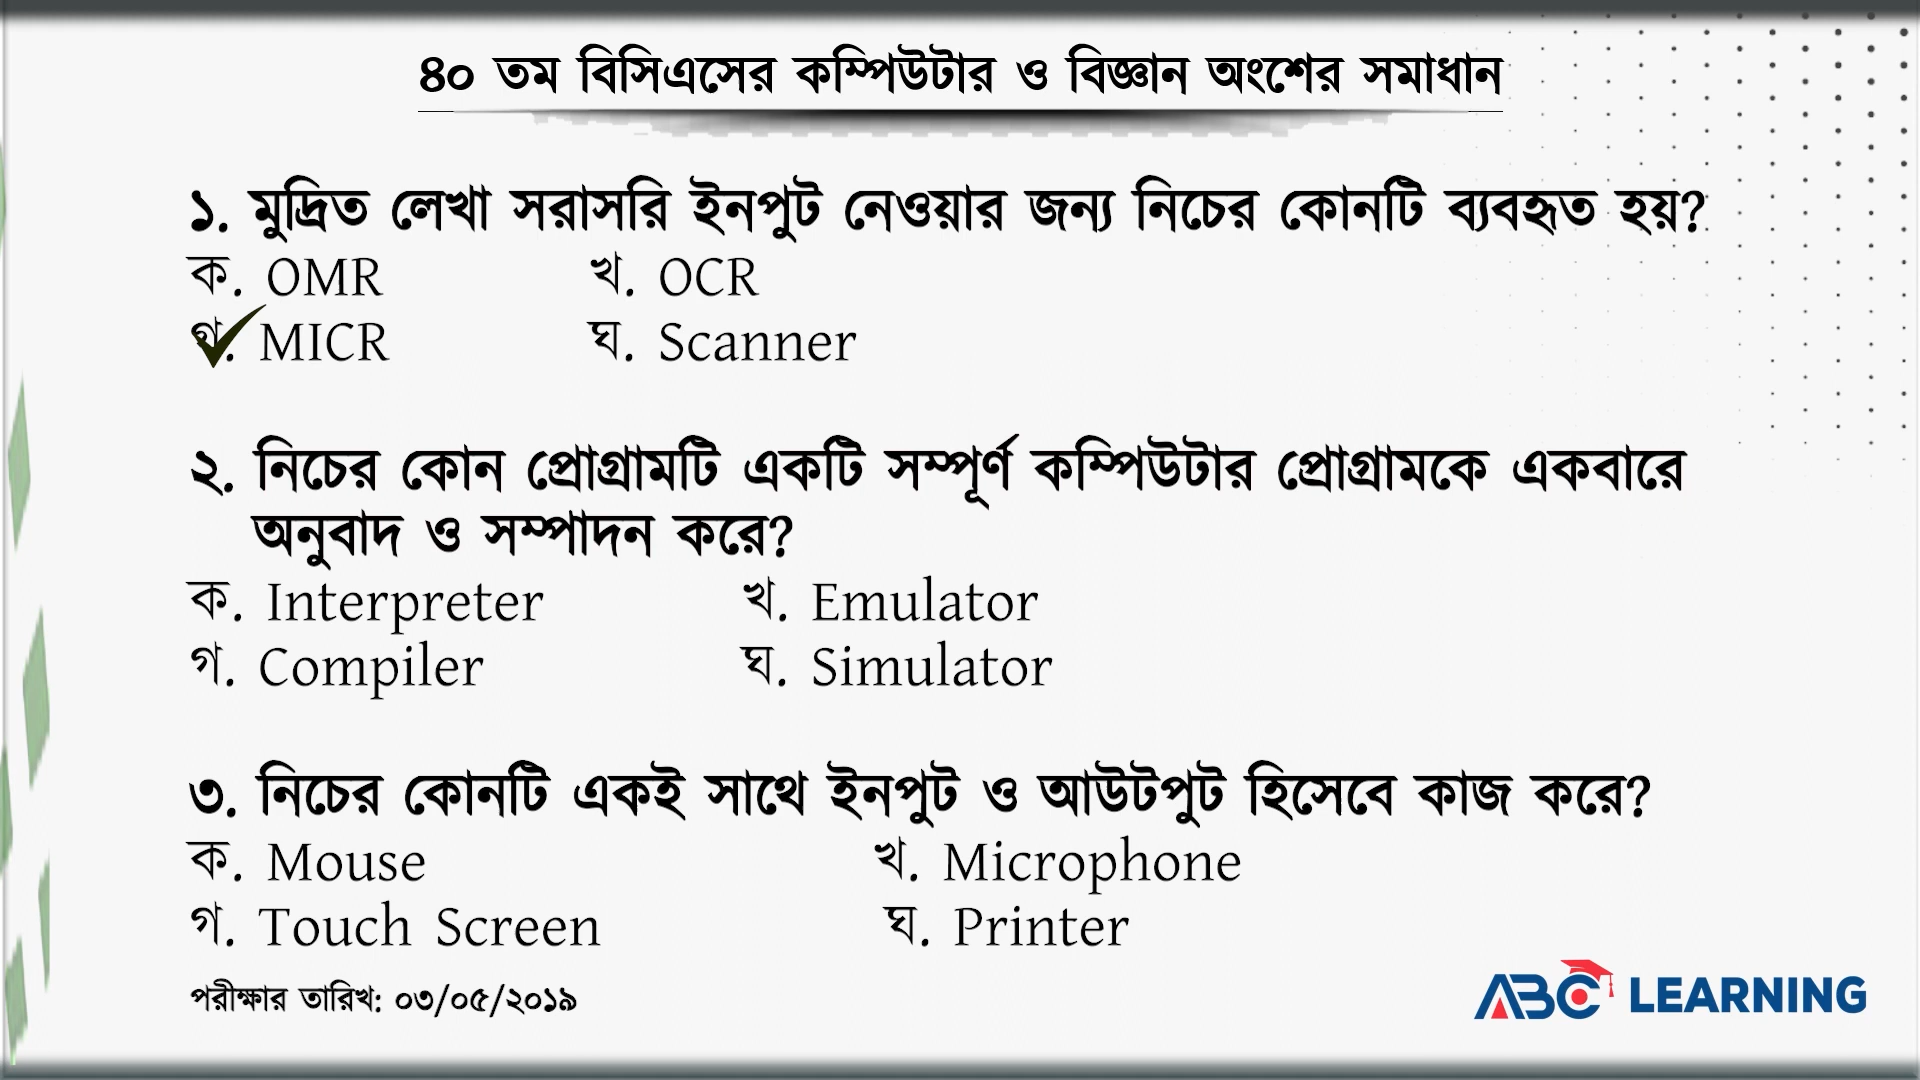 ৪০ তম বিসিএসের কম্পিউটার ও বিজ্ঞান অংশের সমাধান
১. মুদ্রিত লেখা সরাসরি ইনপুট নেওয়ার জন্য নিচের কোনটি ব্যবহৃত হয়?
ক. OMR খ. OCR
গ. MICR ঘ. Scanner
২. নিচের কোন প্রোগ্রামটি একটি সম্পূর্ণ কম্পিউটার প্রোগ্রামকে একবারে
অনুবাদ ও সম্পাদন করে?
ক. Interpreter খ. Emulator
গ. Compiler ঘ. Simulator
৩. নিচের কোনটি একই সাথে ইনপুট ও আউটপুট হিসেবে কাজ করে?
ক. Mouse খ. Microphone
গ. Touch Screen ঘ. Printer
পরীক্ষার তারিখ: ০৩/০৫/২০১৯
ABC LEARNING